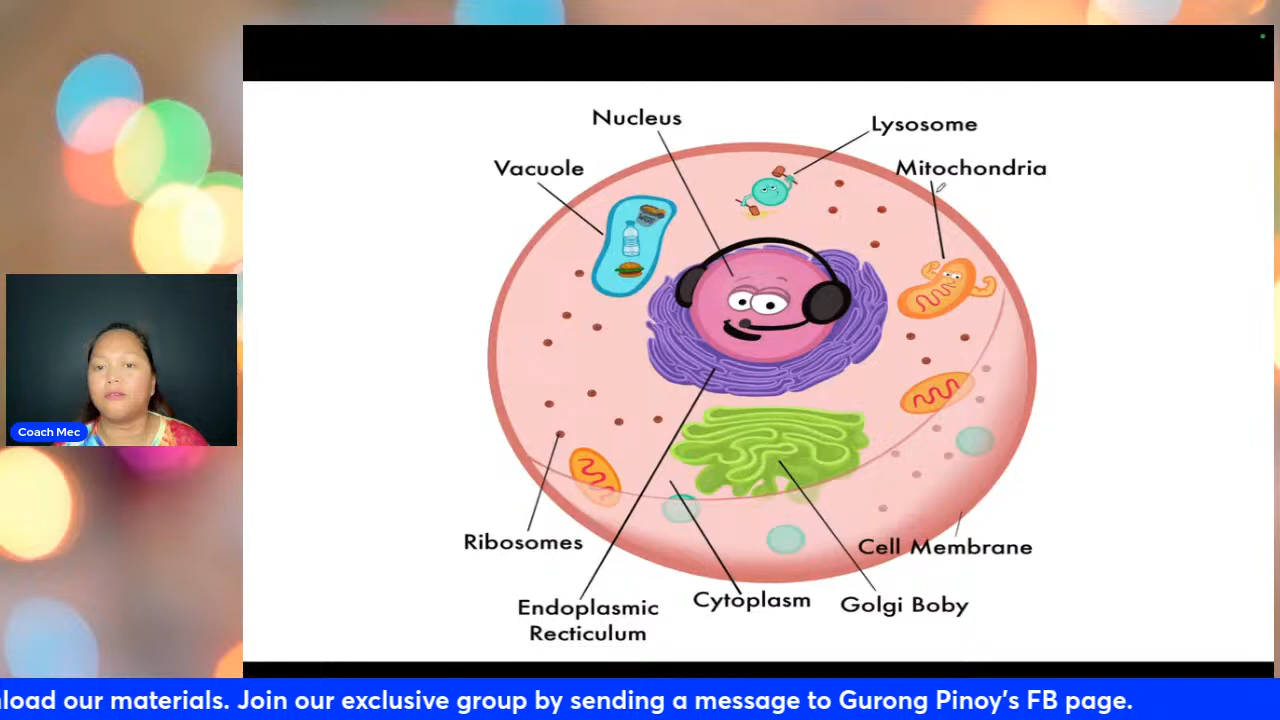 Nucleus
Lysosome
Vacuole
Mitochondria
Coach Mec
Ribosomes
Cell Membrane
Endoplasmic
Recticulum
Cytoplasm
Golgi Boby
load our materials. Join our exclusive group by sending a message to Gurong Pinoy's FB page.